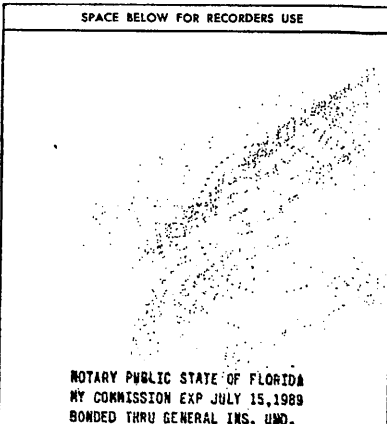 SPACE BELOW FOR RECORDERS USE
NOTARY PUBLIC STATE OF FLORIDA
MY COMMISSION EXP JULY 15,1989
BONDED THRU GENERAL INS. UND.